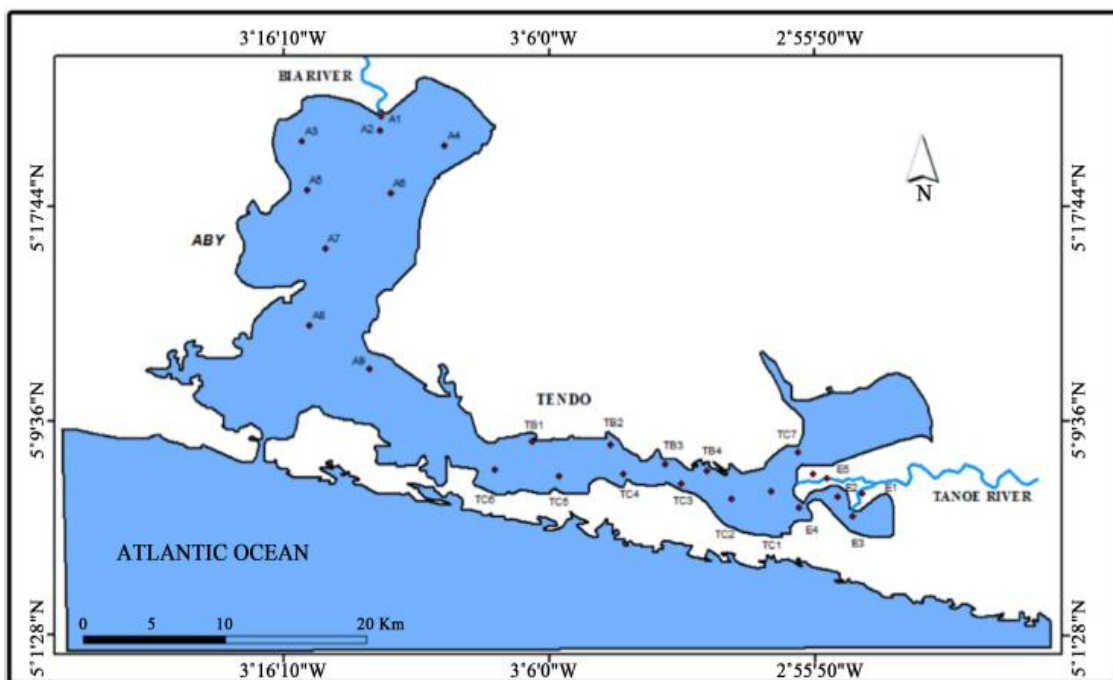 3°16'10"W
3°6'0"W
2°55'50"W
BIA RIVER
A1
A2
A3
A4
A5
A6
5°17'44"N
5°17'44"N
N
ABY
A7
A8
A9
5°9'36"N
5°9'36"N
TENDO
TB1
TB2
TB3
TB4
TC7
TC6
TC5
TC4
TC3
TC2
TC1
E5
E2
E1
E4
E3
TANOE RIVER
ATLANTIC OCEAN
0
5
10
20 Km
5°1'28"N
5°1'28"N
3°16'10"W
3°6'0"W
2°55'50"W